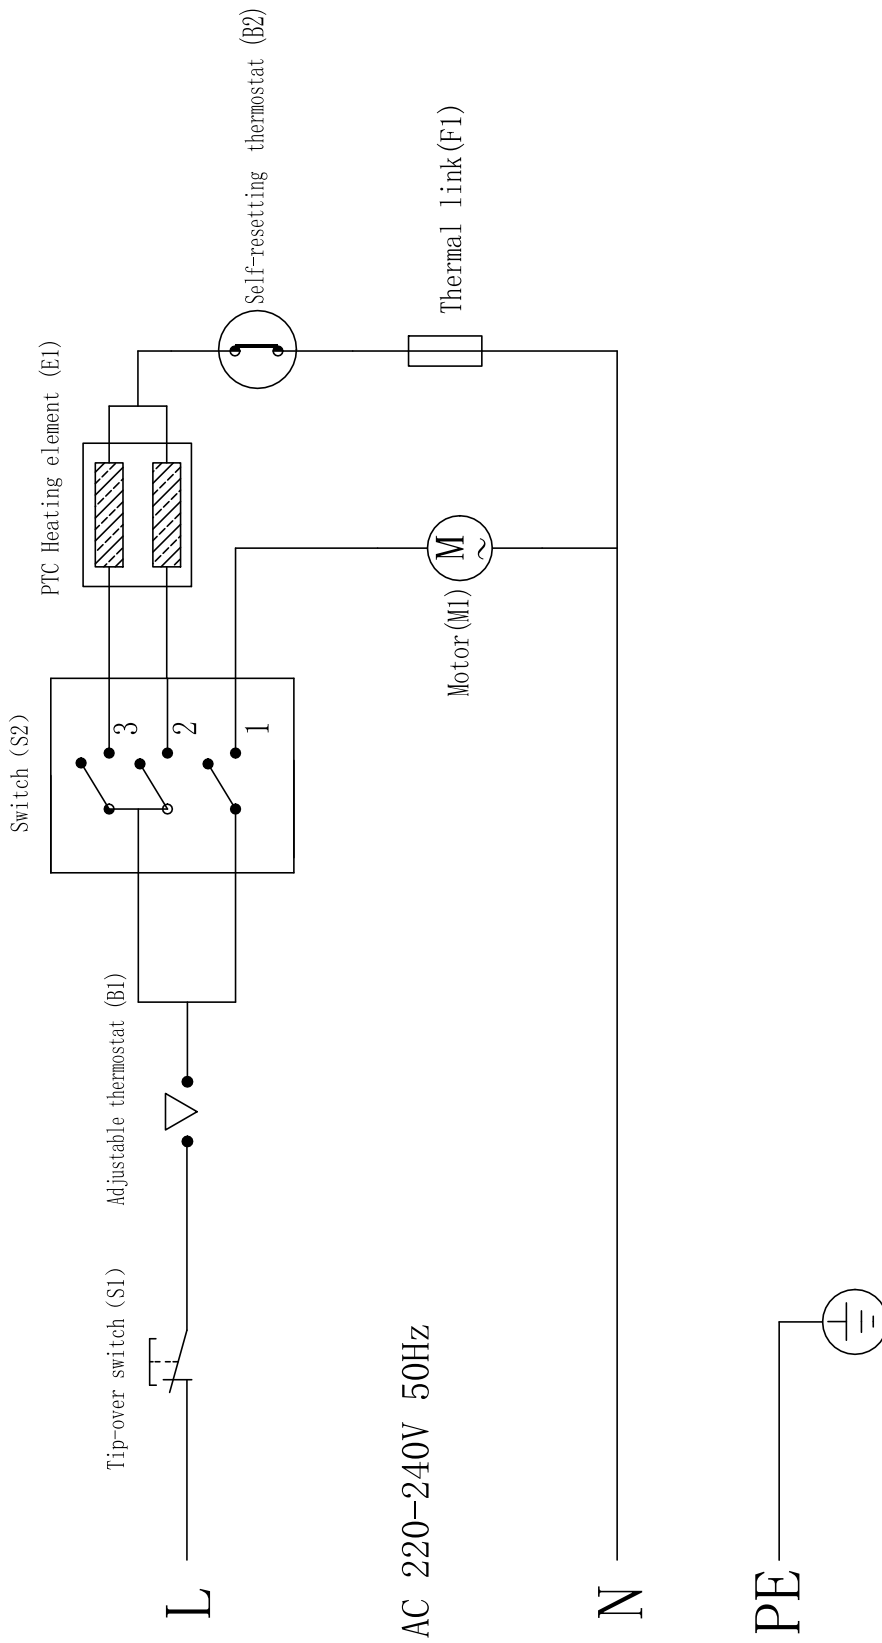 Switch(S2)
PTC Heating element (E1)
Self-resetting thermostat (B2)
3
2
1
Thermal link(F1)
M
~
Motor(M1)
Adjustable thermostat (B1)
Tip-over switch (S1)
L
AC 220-240V 50Hz
N
PE